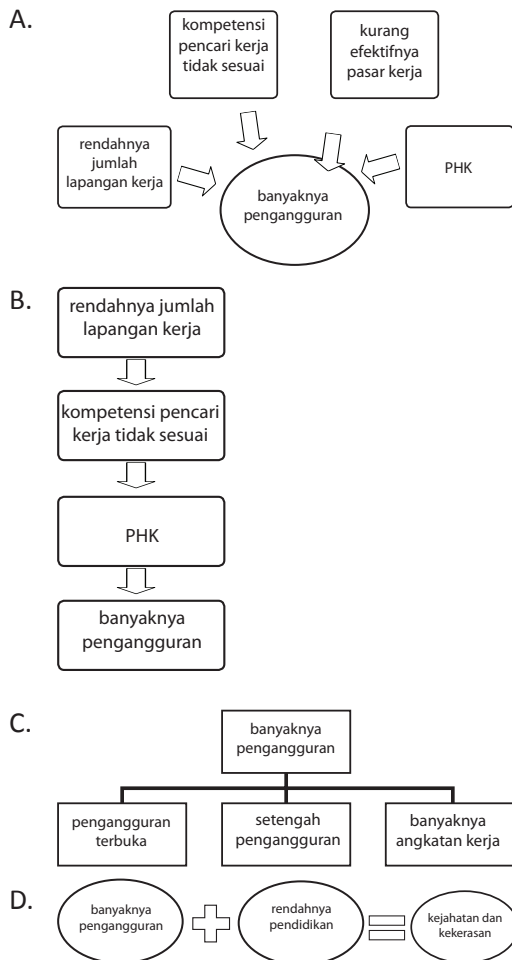 A.
kompetensi
pencari kerja
tidak sesuai
kurang
efektifnya
pasar kerja
rendahnya
jumlah
lapangan kerja
PHK
banyaknya
pengangguran
B.
rendahnya jumlah
lapangan kerja
kompetensi pencari
kerja tidak sesuai
PHK
banyaknya
pengangguran
C.
banyaknya
pengangguran
pengangguran
terbuka
setengah
pengangguran
banyaknya
angkatan kerja
D.
banyaknya
pengangguran
rendahnya
pendidikan
kejahatan dan
kekerasan